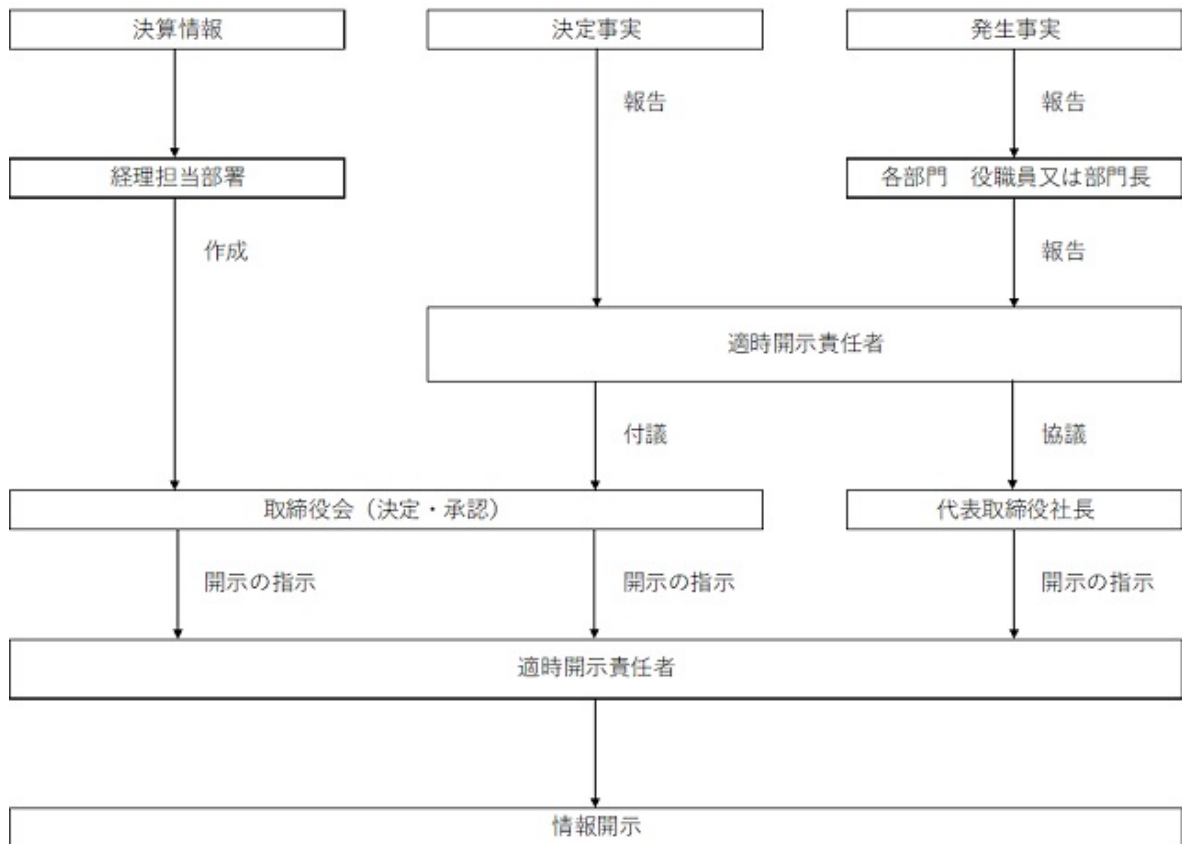 決算情報
決定事実
発生事実
報告
報告
経理担当部署
各部門　役職員又は部門長
作成
報告
適時開示責任者
付議
協議
取締役会（決定・承認）
代表取締役社長
開示の指示
開示の指示
開示の指示
適時開示責任者
情報開示